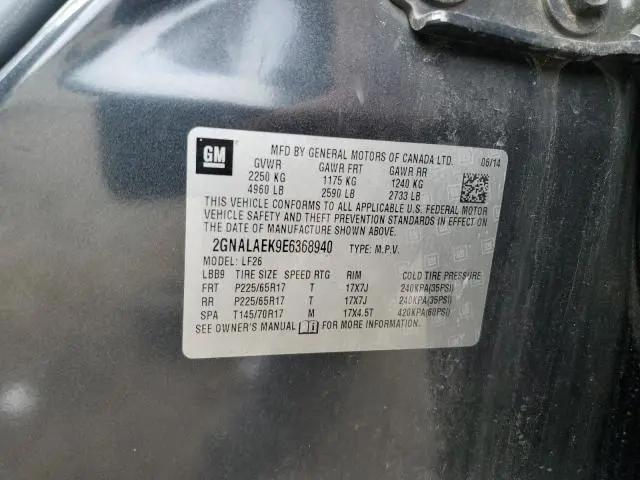 GM MFD BY GENERAL MOTORS OF CANADA LTD. 06/14
GVWR GAWR FRT GAWR RR
2250 KG 1175 KG 1240 KG
4960 LB 2590 LB 2733 LB
THIS VEHICLE CONFORMS TO ALL APPLICABLE U.S. FEDERAL MOTOR
VEHICLE SAFETY AND THEFT PREVENTION STANDARDS IN EFFECT ON
THE DATE OF MANUFACTURE SHOWN ABOVE.
2GNALAEK9E6368940 TYPE: M.P.V.
MODEL: LF26
LBB9 TIRE SIZE SPEED RTG RIM COLD TIRE PRESSURE
FRT P225/65R17 T 17X7J 240KPA(35PSI)
RR P225/65R17 T 17X7J 240KPA(35PSI)
SPA T145/70R17 M 17X4.5T 420KPA(60PSI)
SEE OWNER'S MANUAL FOR MORE INFORMATION.